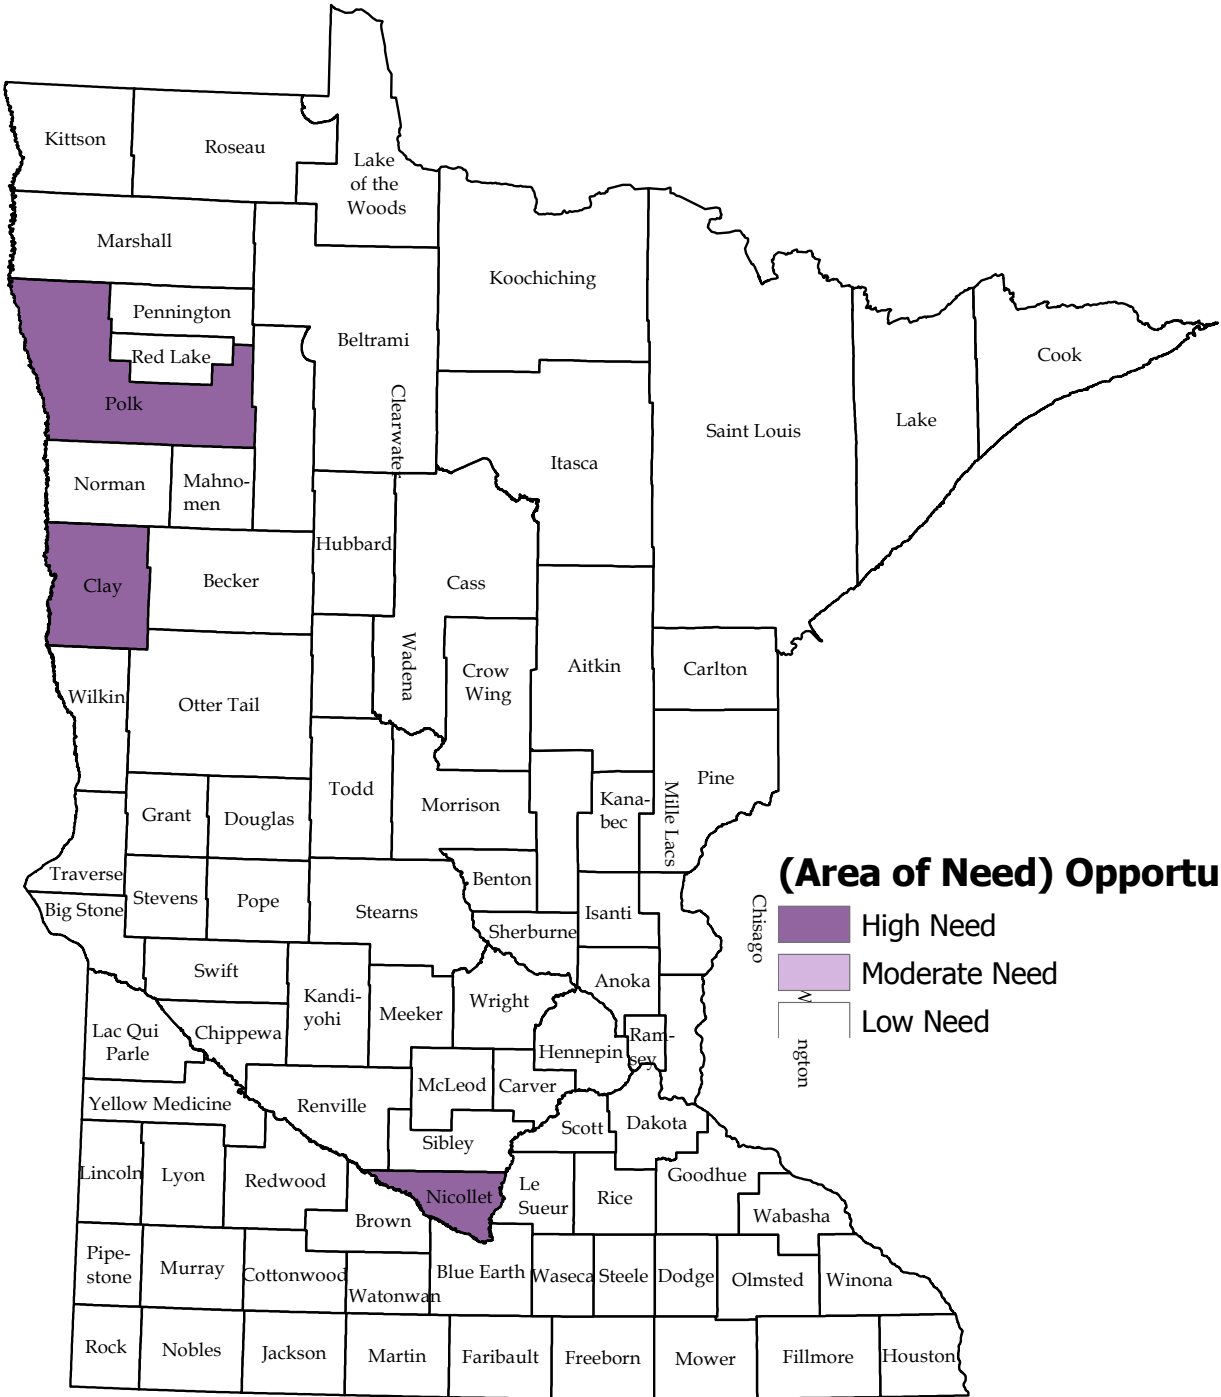 Kittson
Roseau
Lake
of the
Woods
Marshall
Koochiching
Pennington
Beltrami
Red Lake
Cook
Polk
Clearwater
Lake
Saint Louis
Itasca
Norman
Mahno-
men
Hubbard
Clay
Becker
Cass
Wadena
Aitkin
Carlton
Crow
Wing
Wilkin
Otter Tail
Pine
Todd
Morrison
Kana-
bec
Mille Lacs
Grant
Douglas
Traverse
Benton
(Area of Need) Opportu
Stevens
Pope
Big Stone
Stearns
Isanti
Chisago
High Need
Sherburne
Swift
Anoka
Moderate Need
Kandi-
yohi
Meeker
Wright
W
Low Need
Lac Qui
Parle
Chippewa
Ram-
sey
Hennepin
ngton
McLeod
Carver
Yellow Medicine
Renville
Scott
Dakota
Sibley
Lincoln
Lyon
Redwood
Nicollet
Le
Sueur
Rice
Goodhue
Brown
Wabasha
Pipe-
stone
Murray
Cottonwood
Watonwan
Blue Earth
Waseca
Steele
Dodge
Olmsted
Winona
Rock
Nobles
Jackson
Martin
Faribault
Freeborn
Mower
Fillmore
Houston